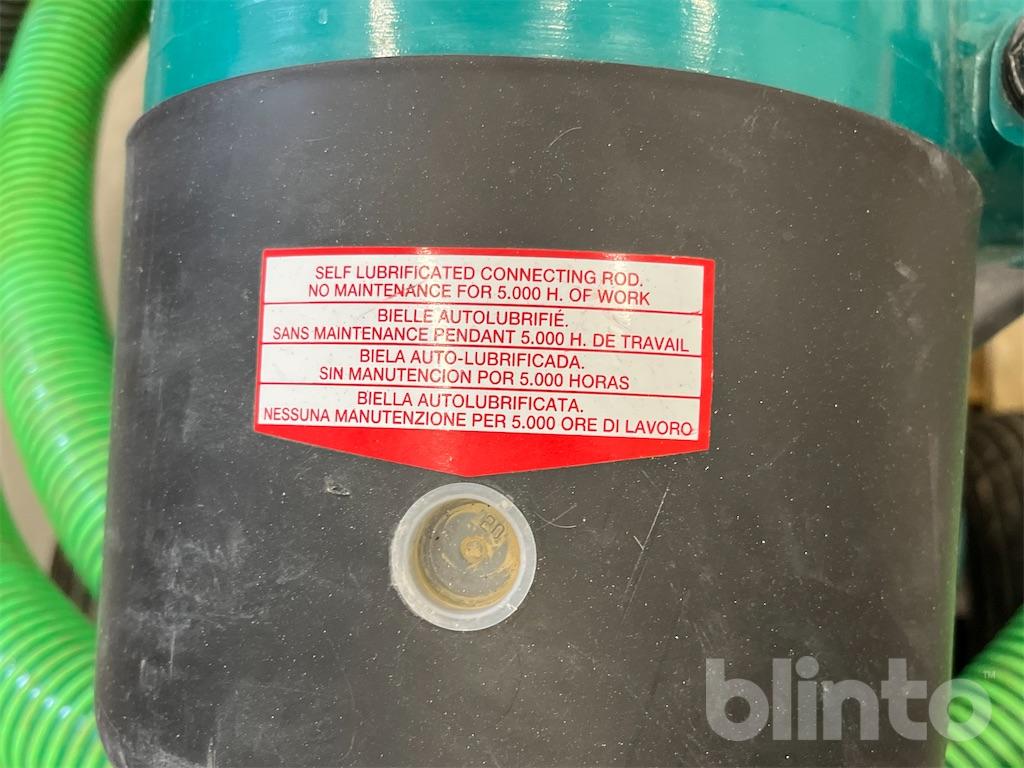 SELF LUBRIFICATED CONNECTING ROD.
NO MAINTENANCE FOR 5.000 H. OF WORK
BIELLE AUTOLUBRIFIÉ.
SANS MAINTENANCE PENDANT 5.000 H. DE TRAVAIL
BIELA AUTO-LUBRIFICADA.
SIN MANUTENCION POR 5.000 HORAS
BIELLA AUTOLUBRIFICATA.
NESSUNA MANUTENZIONE PER 5.000 ORE DI LAVORO
blinto™